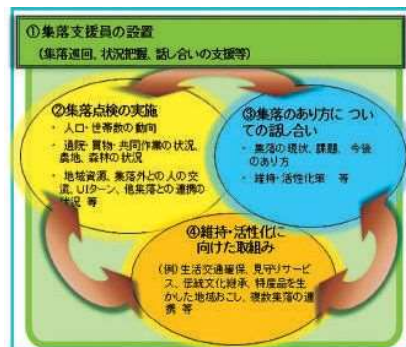 ①集落支援員の設置
(集落巡回、状況把握、話し合いの支援等)
②集落点検の実施
・ 人口・世帯数の動向
・ 通院・買物・共同作業の状況、
農地、森林の状況
・ 地域資源、集落外との人の交
流、UIターン、他集落との連携の
状況 等
③集落のあり方に つい
ての話し合い
・ 集落の現状、課題、今後
のあり方
・ 維持・活性化策 等
④維持・活性化に
向けた取組み
(例)生活交通確保、見守りサービ
ス、伝統文化継承、特産品を生
かした地域おこし、複数集落の連
携 等